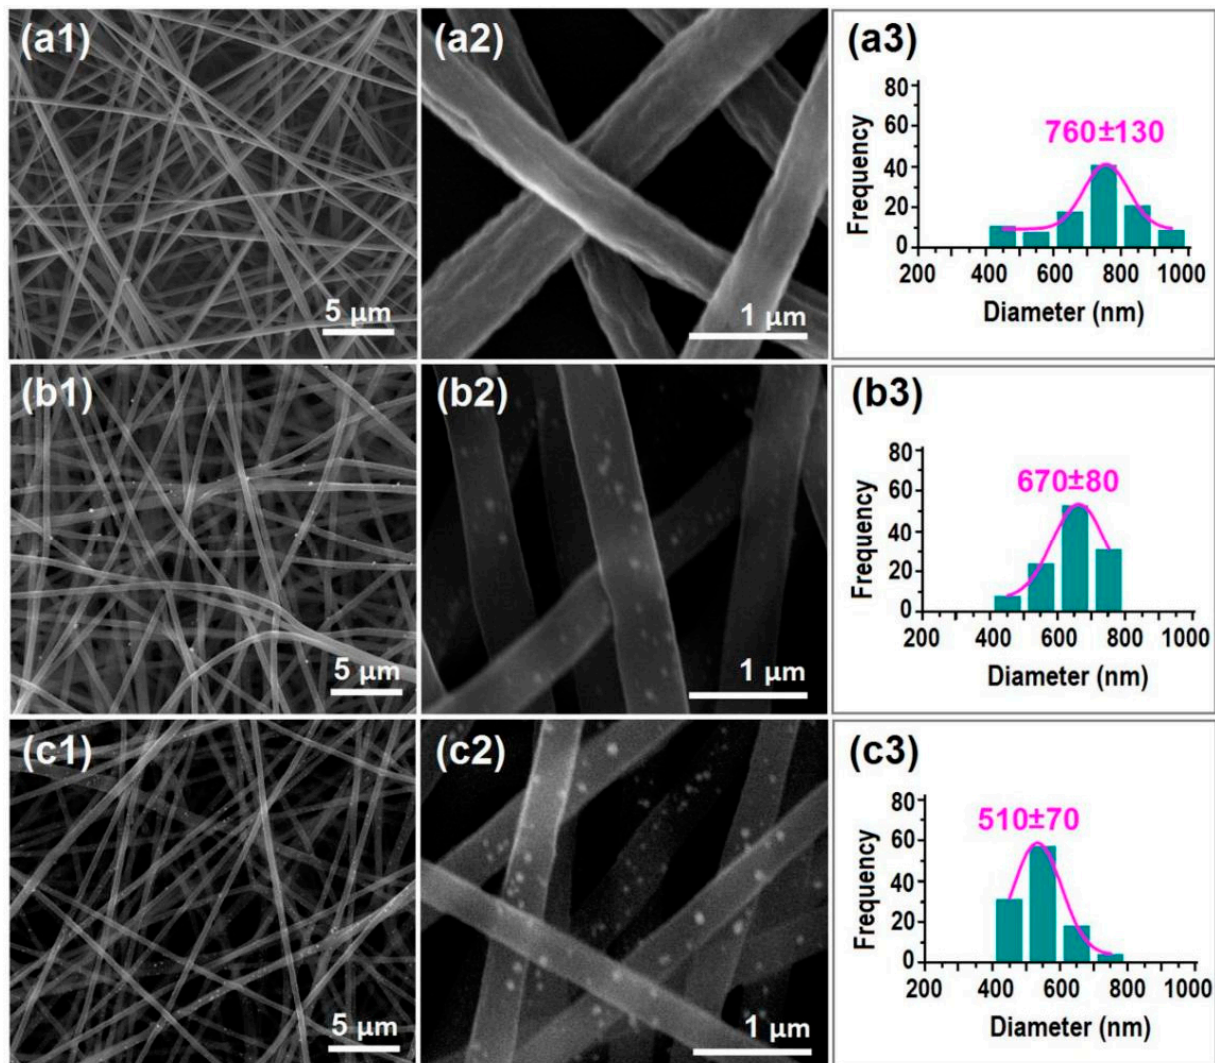 (a1)
5 µm
(a2)
1 µm
(a3)
80
60
40
20
0
Frequency
760±130
200 400 600 800 1000
Diameter (nm)
(b1)
5 µm
(b2)
1 µm
(b3)
80
60
40
20
0
Frequency
670±80
200 400 600 800 1000
Diameter (nm)
(c1)
5 µm
(c2)
1 µm
(c3)
80
60
40
20
0
Frequency
510±70
200 400 600 800 1000
Diameter (nm)